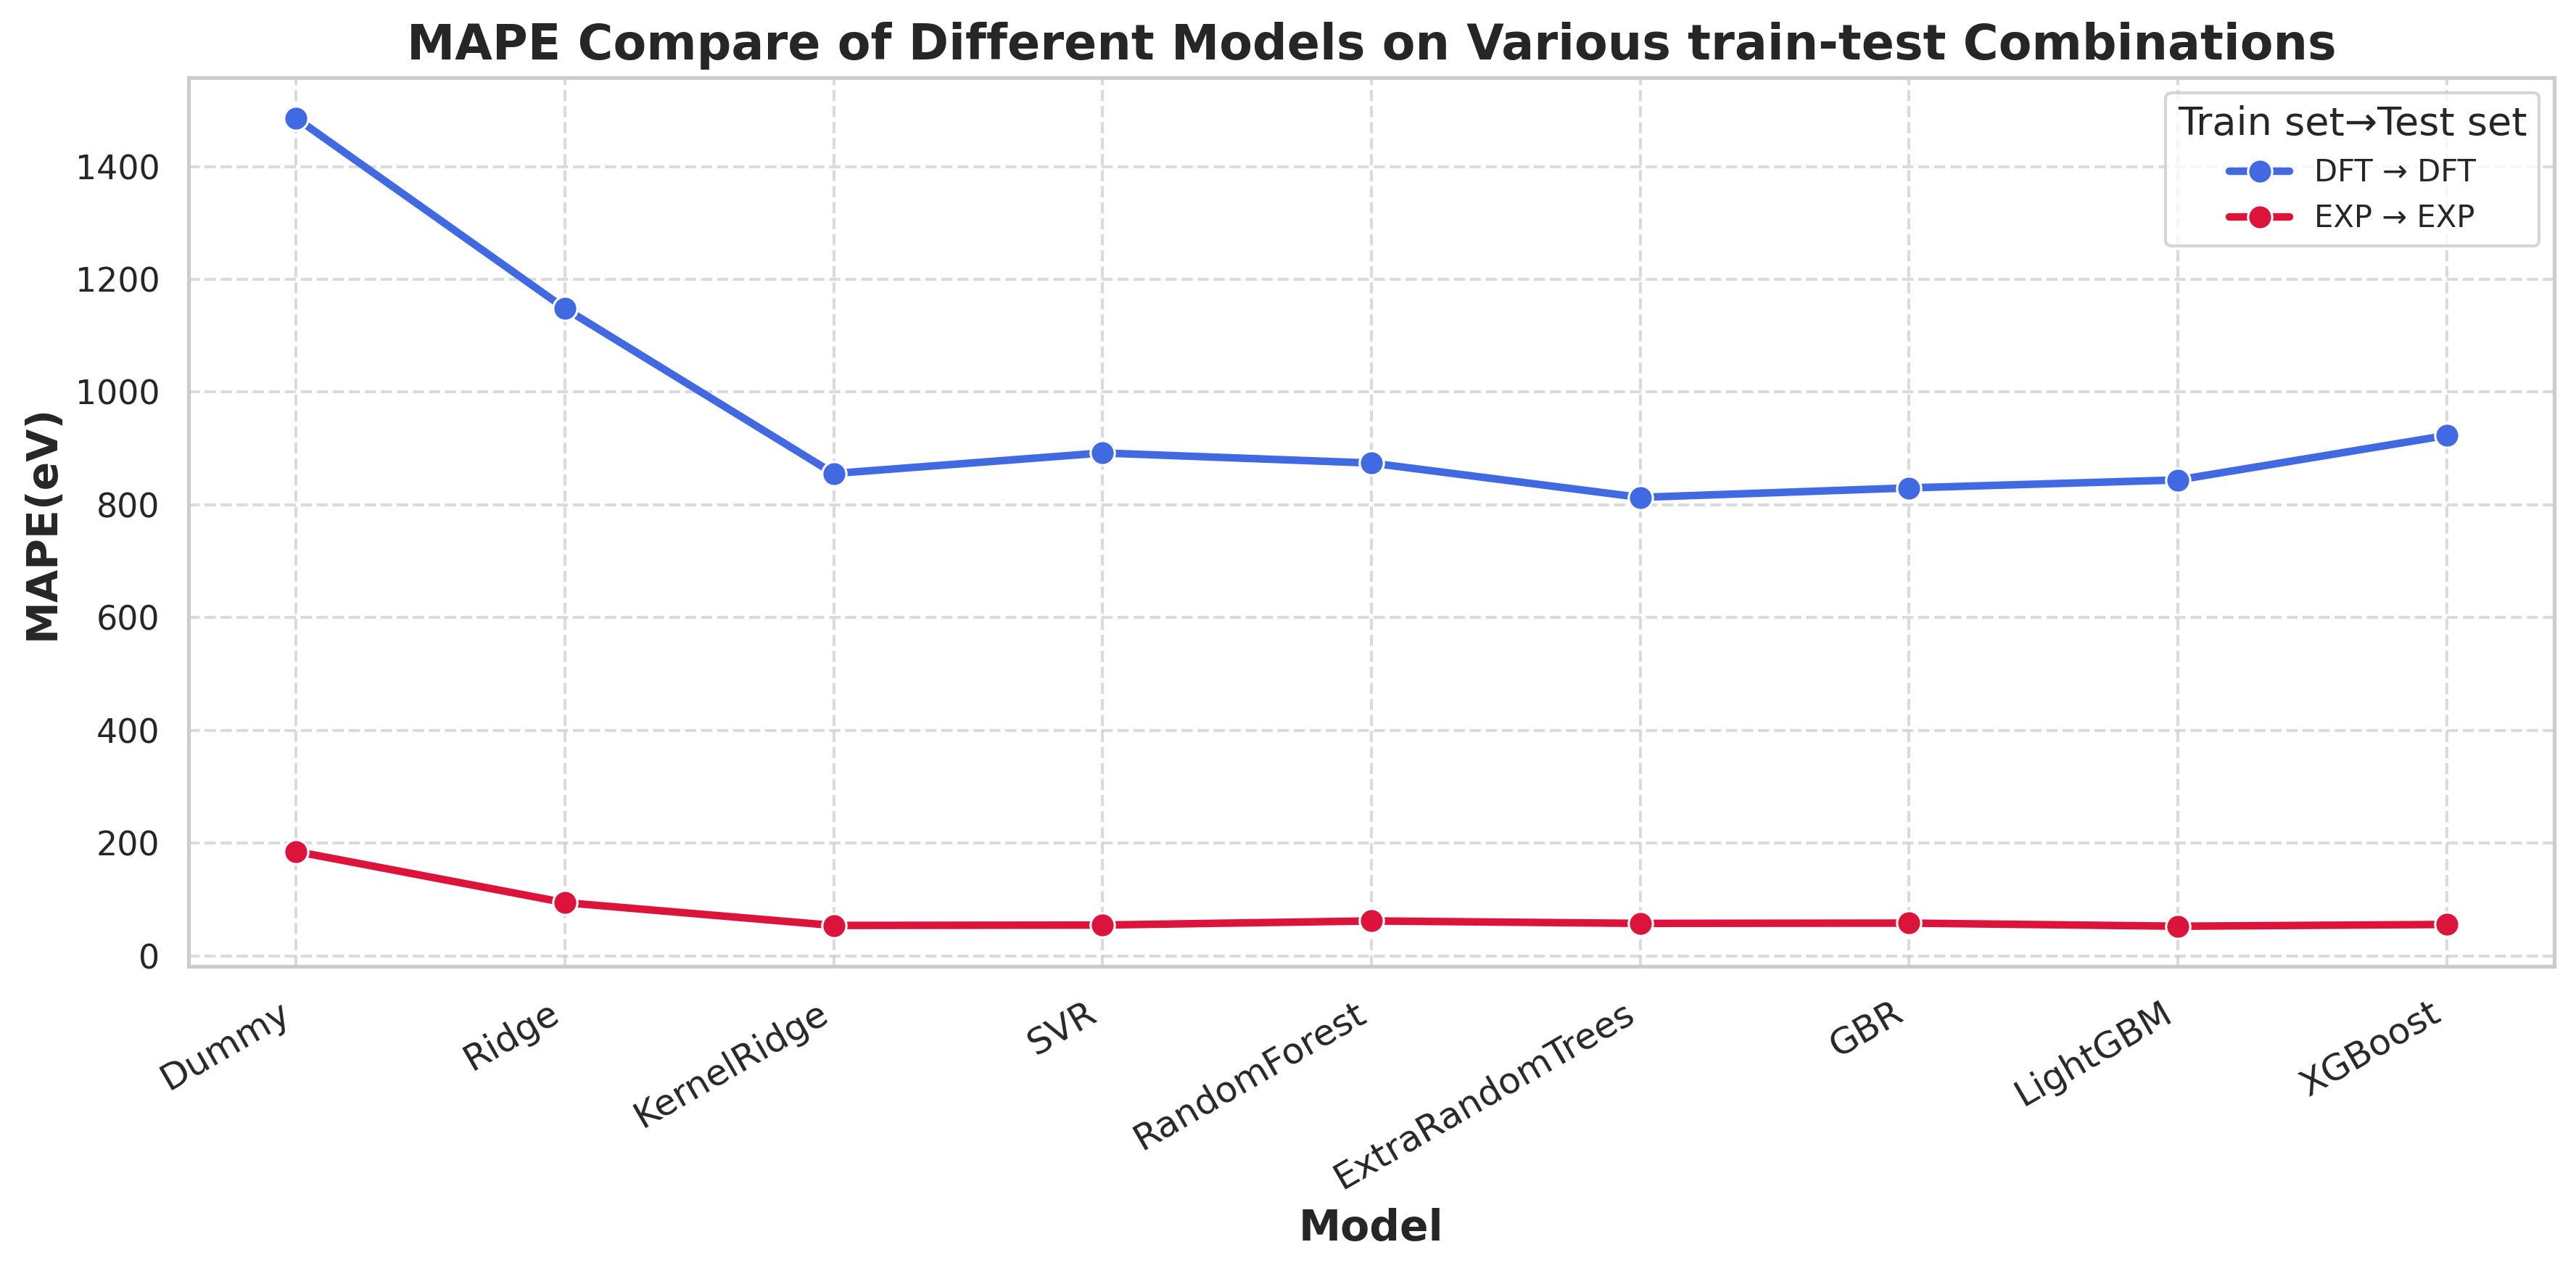 MAPE Compare of Different Models on Various train-test Combinations
Train set→Test set
DFT → DFT
EXP → EXP
MAPE(eV)
1400
1200
1000
800
600
400
200
0
Dummy
Ridge
KernelRidge
SVR
RandomForest
ExtraRandomTrees
GBR
LightGBM
XGBoost
Model